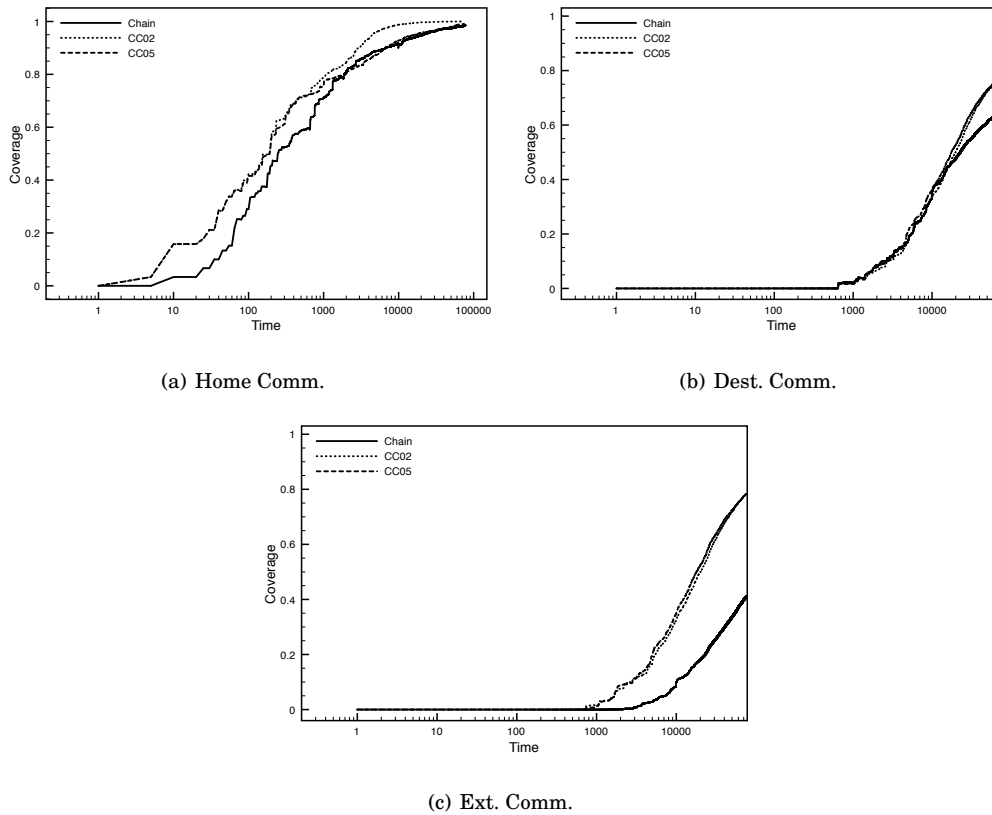 1
0.8
0.6
0.4
0.2
0
Coverage
Chain
CC02
CC05
1 10 100 1000 10000 100000
Time
(a) Home Comm.
1
0.8
0.6
0.4
0.2
0
Coverage
Chain
CC02
CC05
1 10 100 1000 10000
Time
(b) Dest. Comm.
1
0.8
0.6
0.4
0.2
0
Coverage
Chain
CC02
CC05
1 10 100 1000 10000
Time
(c) Ext. Comm.